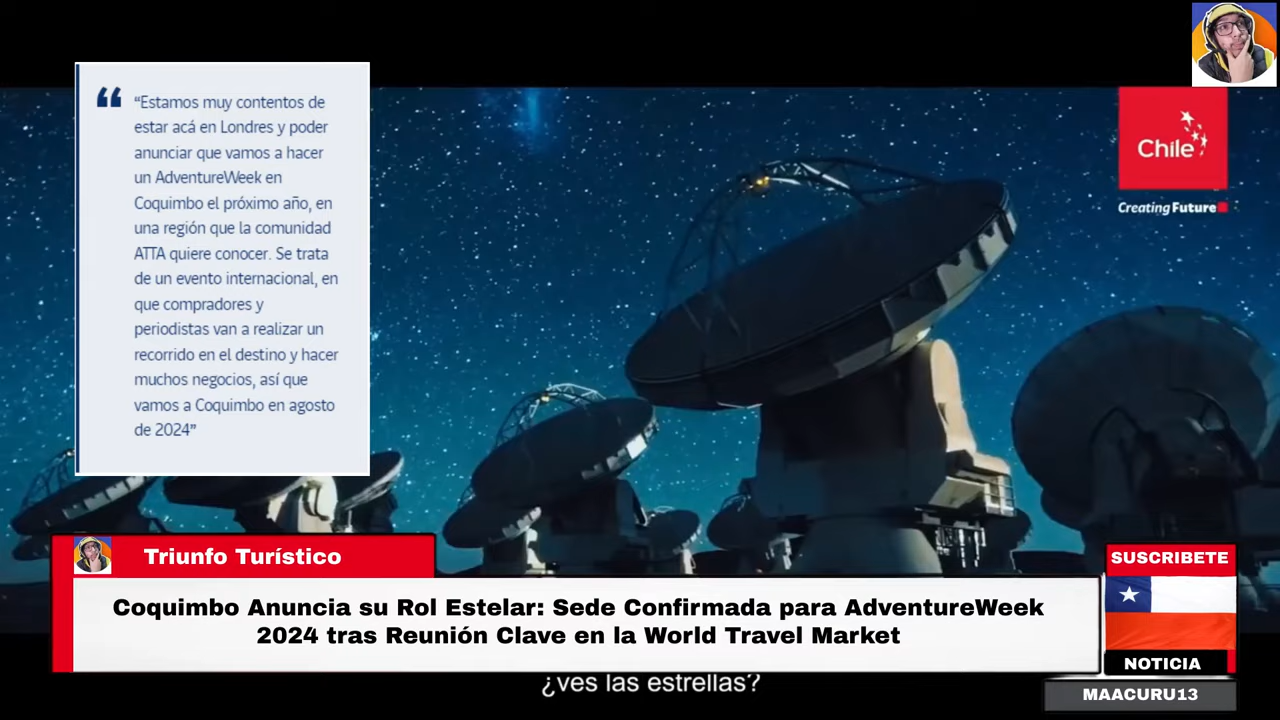 “Estamos muy contentos de
estar acá en Londres y poder
anunciar que vamos a hacer
un AdventureWeek en
Coquimbo el próximo año, en
una región que la comunidad
ATTA quiere conocer. Se trata
de un evento internacional, en
que compradores y
periodistas van a realizar un
recorrido en el destino y hacer
muchos negocios, así que
vamos a Coquimbo en agosto
de 2024”
Chile
Creating Future
Triunfo Turístico
Coquimbo Anuncia su Rol Estelar: Sede Confirmada para AdventureWeek
2024 tras Reunión Clave en la World Travel Market
SUSCRIBETE
NOTICIA
MAACURU13
¿ves las estrellas?